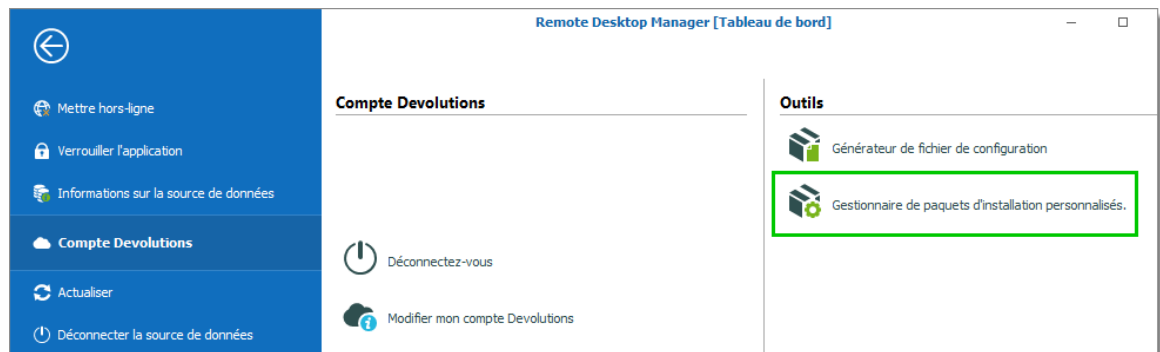 Remote Desktop Manager [Tableau de bord]
Mettre hors-ligne
Verrouiller l'application
Informations sur la source de données
Compte Devolutions
Actualiser
Déconnecter la source de données
Compte Devolutions
Déconnectez-vous
Modifier mon compte Devolutions
Outils
Générateur de fichier de configuration
Gestionnaire de paquets d'installation personnalisés.